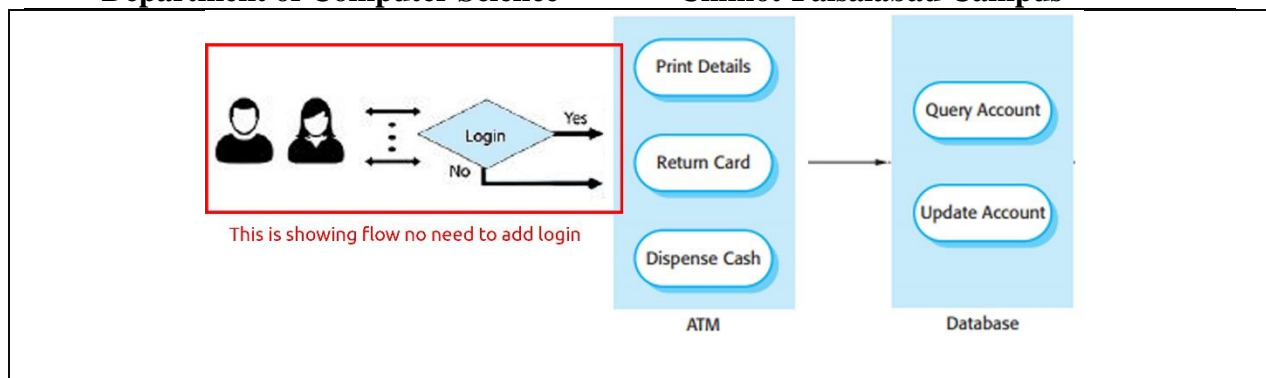 Yes
Login
No
This is showing flow no need to add login
Print Details
Return Card
Dispense Cash
ATM
Query Account
Update Account
Database